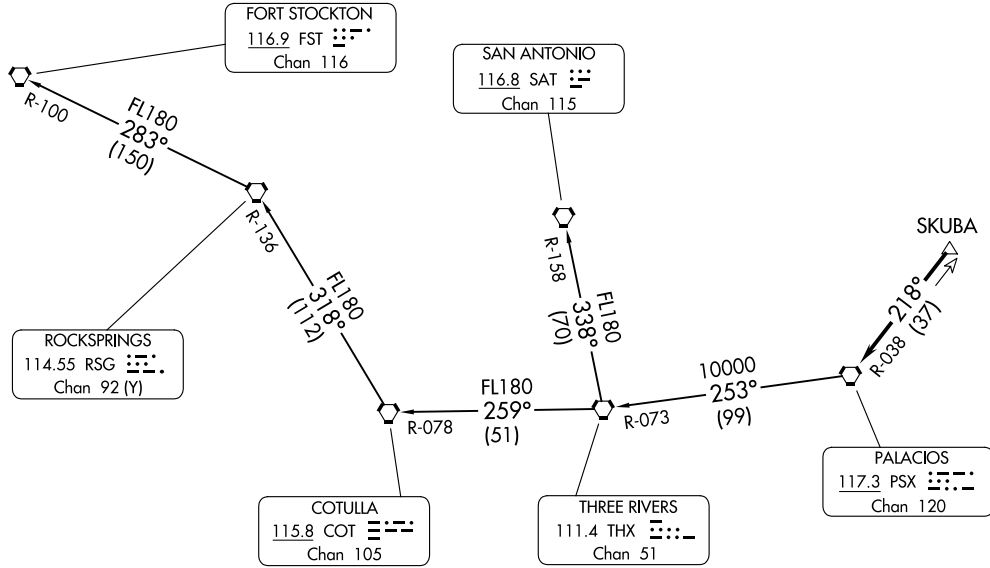 FORT STOCKTON
116.9 FST
Chan 116
R-100
FL180
283°
(150)
SAN ANTONIO
116.8 SAT
Chan 115
R-136
FL180
318°
(112)
R-158
FL180
338°
(70)
SKUBA
218°
(37)
R-038
ROCKSPRINGS
114.55 RSG
Chan 92 (Y)
R-078
FL180
259°
(51)
R-073
10000
253°
(99)
COTULLA
115.8 COT
Chan 105
THREE RIVERS
111.4 THX
Chan 51
PALACIOS
117.3 PSX
Chan 120